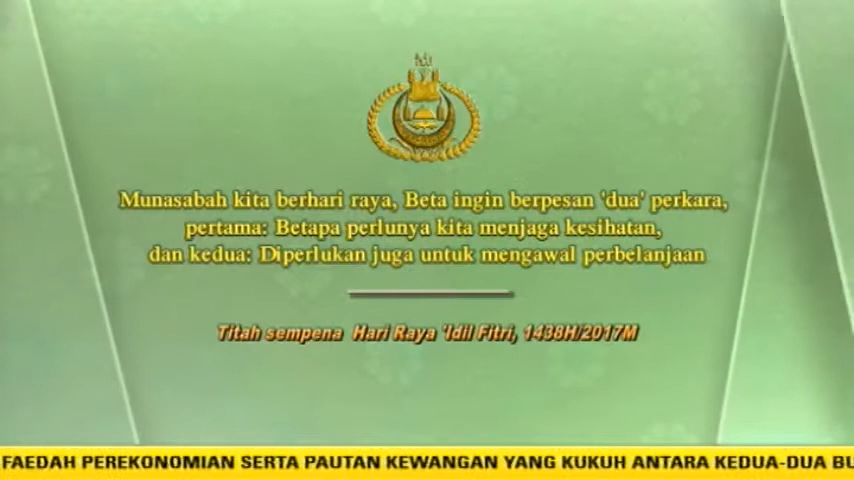 Munasabah kita berhari raya, Beta ingin berpesan 'dua' perkara,
pertama: Betapa perlunya kita menjaga kesihatan,
dan kedua: Diperlukan juga untuk mengawal perbelanjaan
Titah sempena Hari Raya 'Idil Fitri, 1438H/2017M
FAEDAH PEREKONOMIAN SERTA PAUTAN KEWANGAN YANG KUKUH ANTARA KEDUA-DUA BU